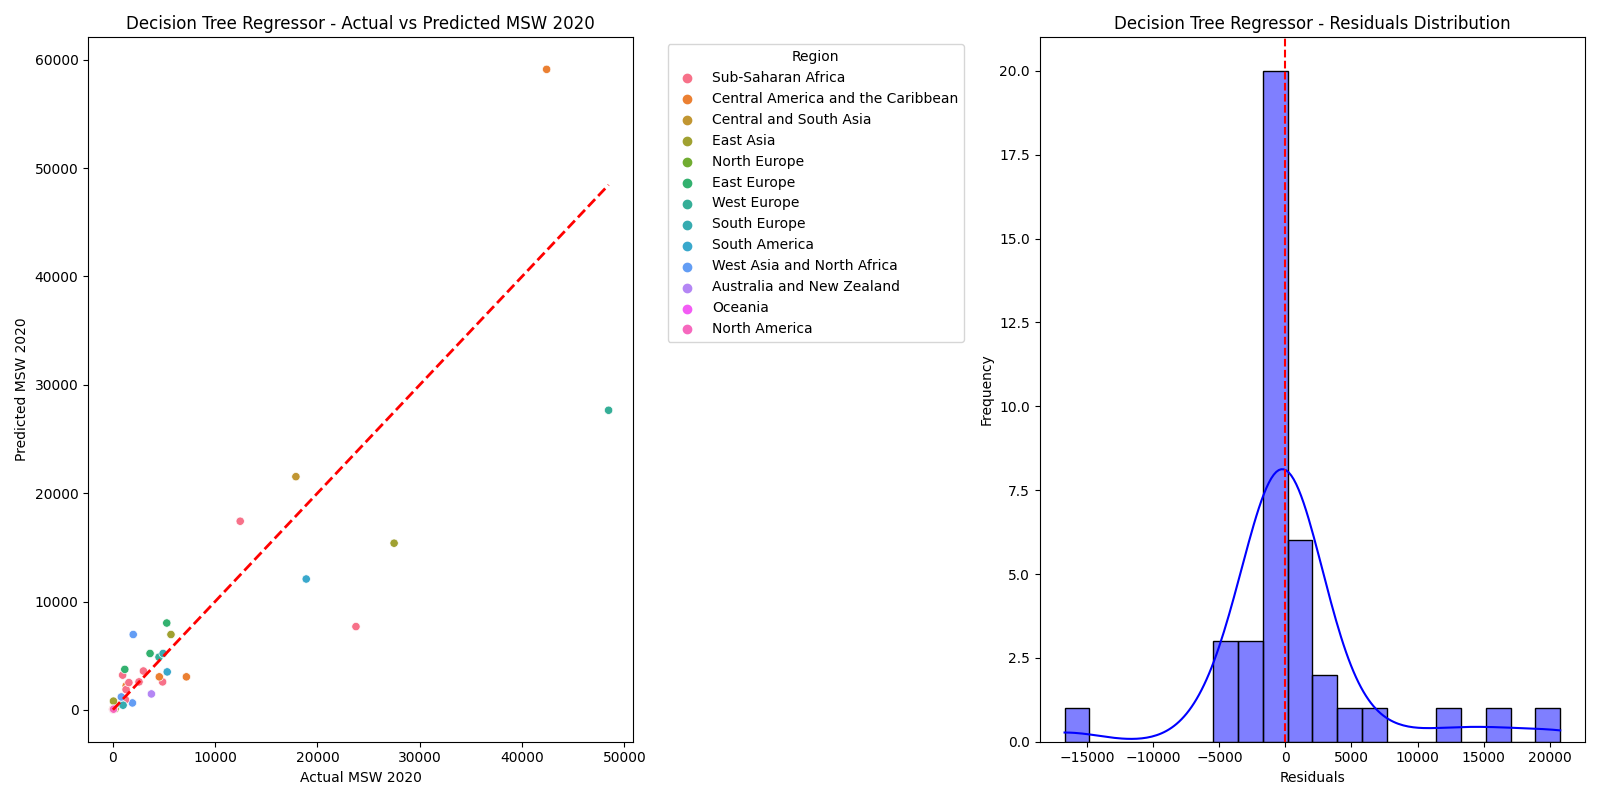 Decision Tree Regressor - Actual vs Predicted MSW 2020
60000
50000
40000
30000
20000
10000
0
Predicted MSW 2020
0
10000
20000
30000
40000
50000
Actual MSW 2020
Region
Sub-Saharan Africa
Central America and the Caribbean
Central and South Asia
East Asia
North Europe
East Europe
West Europe
South Europe
South America
West Asia and North Africa
Australia and New Zealand
Oceania
North America
Decision Tree Regressor - Residuals Distribution
20.0
17.5
15.0
12.5
10.0
7.5
5.0
2.5
0.0
Frequency
−15000
−10000
−5000
0
5000
10000
15000
20000
Residuals